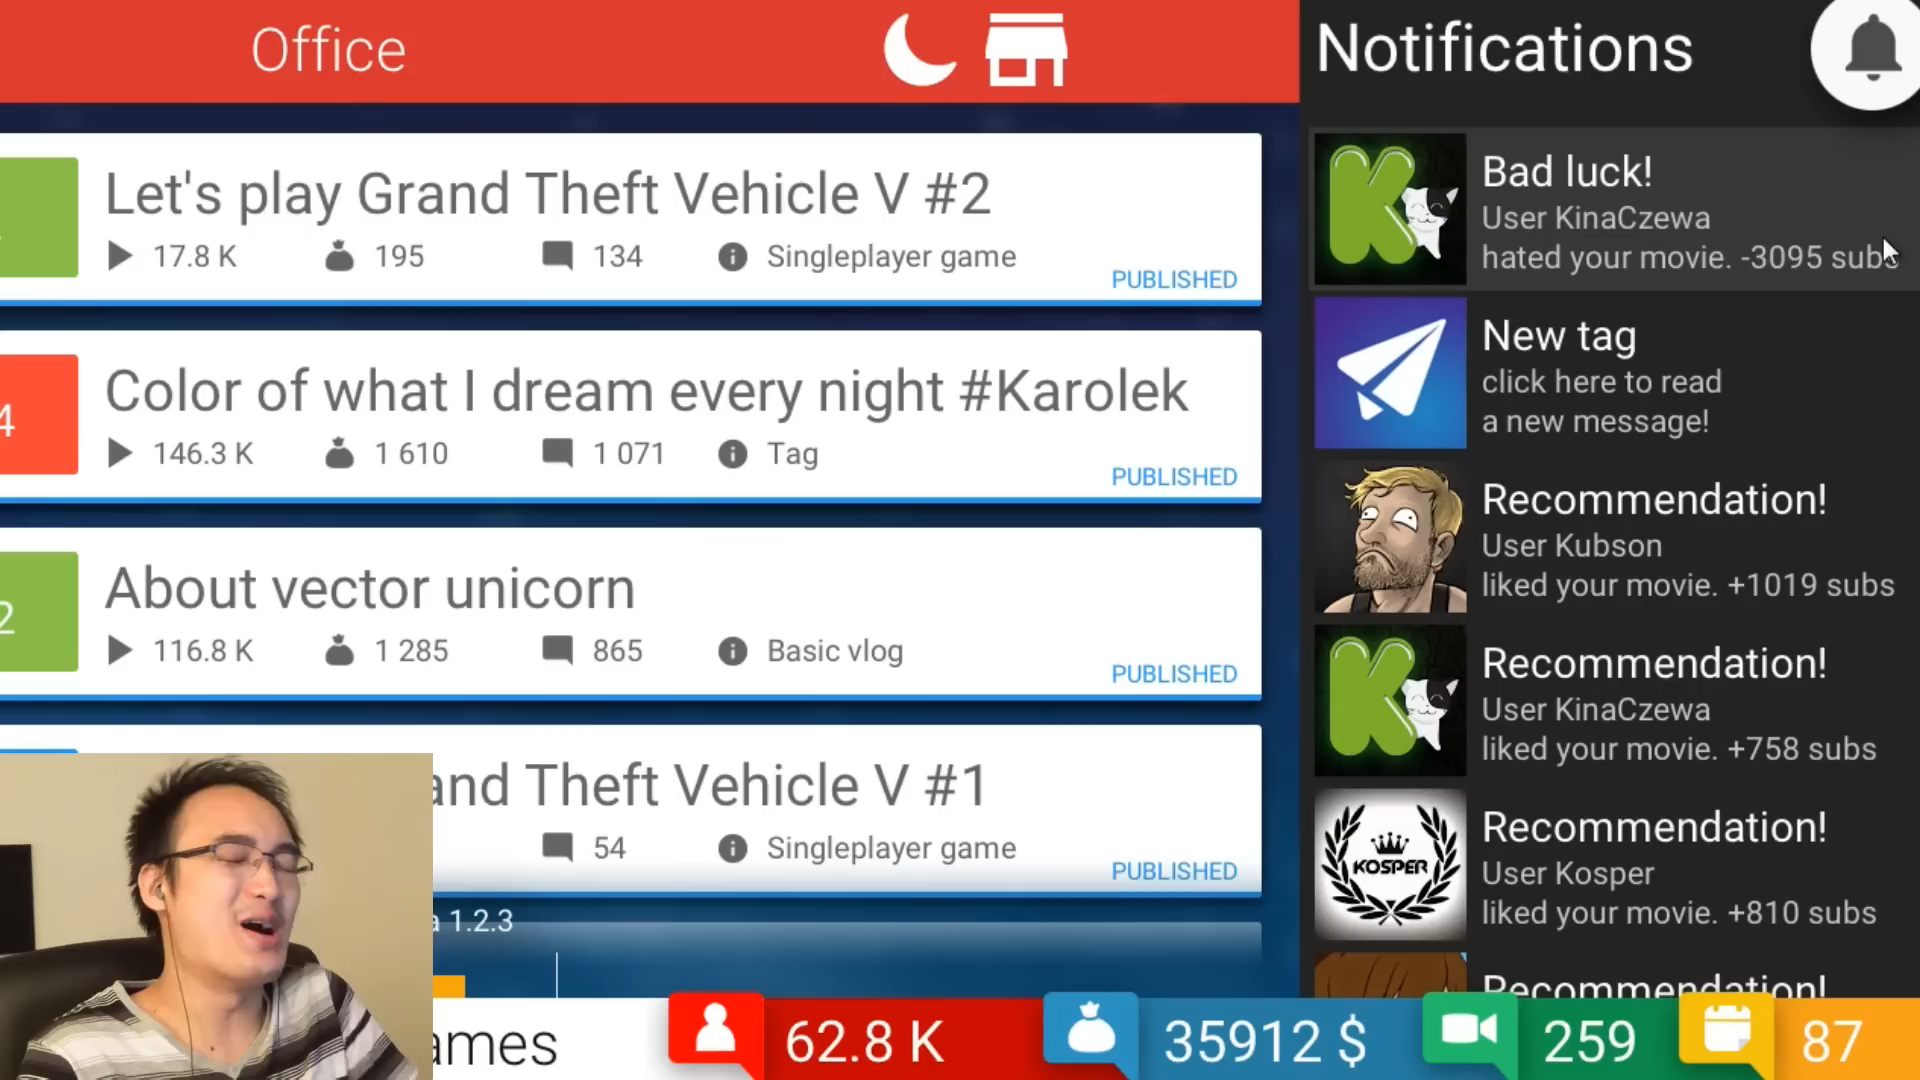 Office
Notifications
Let's play Grand Theft Vehicle V #2
17.8 K 195 134 Singleplayer game
PUBLISHED
4
Color of what I dream every night #Karolek
146.3 K 1 610 1 071 Tag
PUBLISHED
2
About vector unicorn
116.8 K 1 285 865 Basic vlog
PUBLISHED
and Theft Vehicle V #1
54 Singleplayer game
PUBLISHED
a 1.2.3
ames
62.8 K
35912 $
259
87
K
Bad luck!
User KinaCzewa
hated your movie. -3095 subs
New tag
click here to read
a new message!
Recommendation!
User Kubson
liked your movie. +1019 subs
K
Recommendation!
User KinaCzewa
liked your movie. +758 subs
KOSPER
Recommendation!
User Kosper
liked your movie. +810 subs
Recommendation!